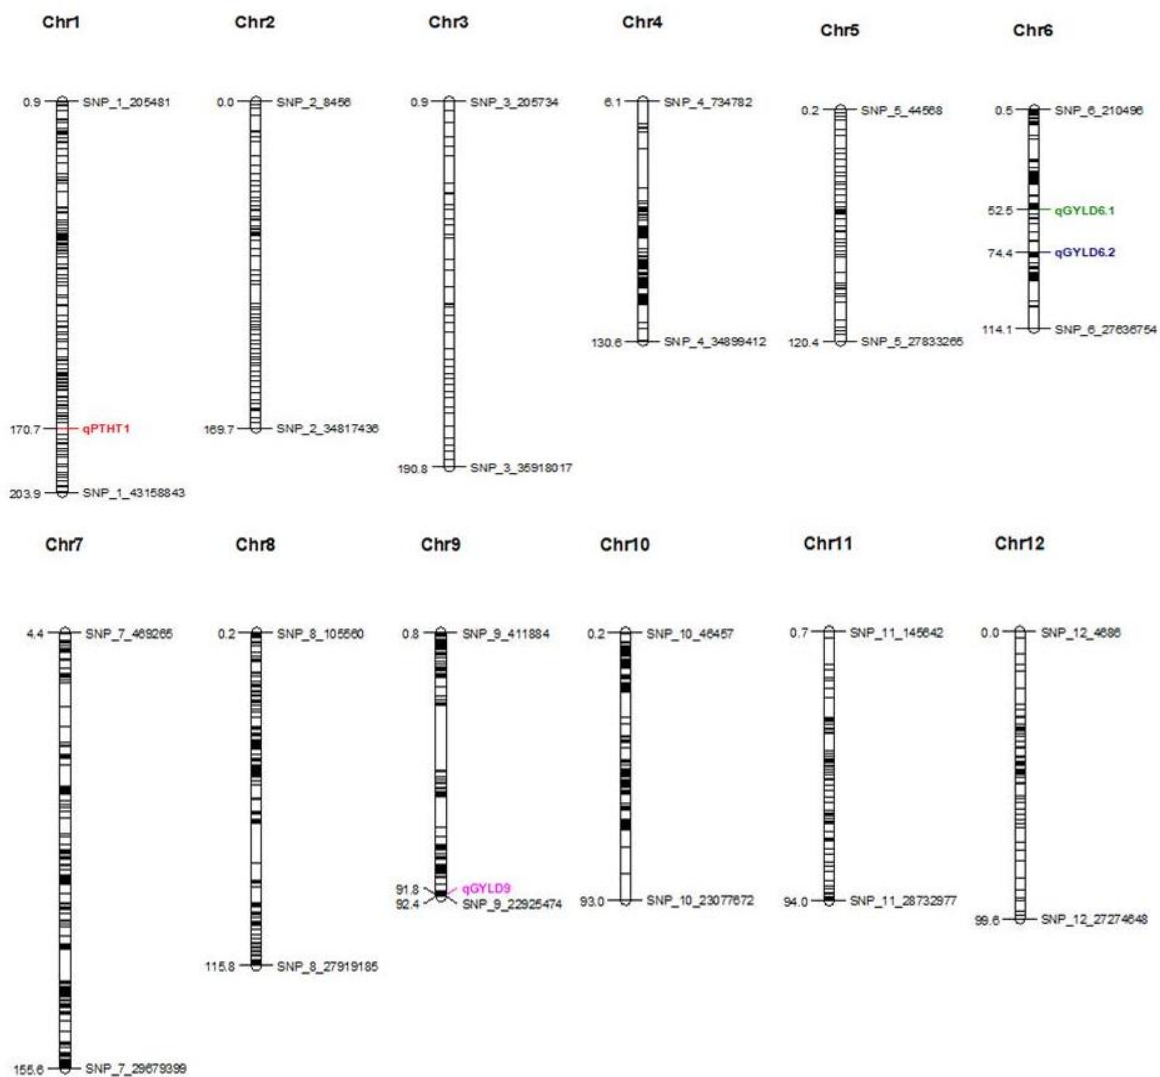 Chr1 Chr2 Chr3 Chr4 Chr5 Chr6
0.9 SNP_1_205481 0.0 SNP_2_8456 0.9 SNP_3_205734 6.1 SNP_4_734782 0.2 SNP_5_44568 0.5 SNP_6_210496
52.5 qGYLD6.1
74.4 qGYLD6.2
114.1 SNP_6_27636754
130.6 SNP_4_34899412 120.4 SNP_5_27833265
170.7 qPTHT1 169.7 SNP_2_34817436
190.8 SNP_3_35918017
203.9 SNP_1_43158843
Chr7 Chr8 Chr9 Chr10 Chr11 Chr12
4.4 SNP_7_469265 0.2 SNP_8_105560 0.8 SNP_9_411884 0.2 SNP_10_46457 0.7 SNP_11_145642 0.0 SNP_12_4686
91.8 qGYLD9
92.4 SNP_9_22925474 93.0 SNP_10_23077672 94.0 SNP_11_28732977
99.6 SNP_12_27274648
115.8 SNP_8_27919185
155.6 SNP_7_29679399